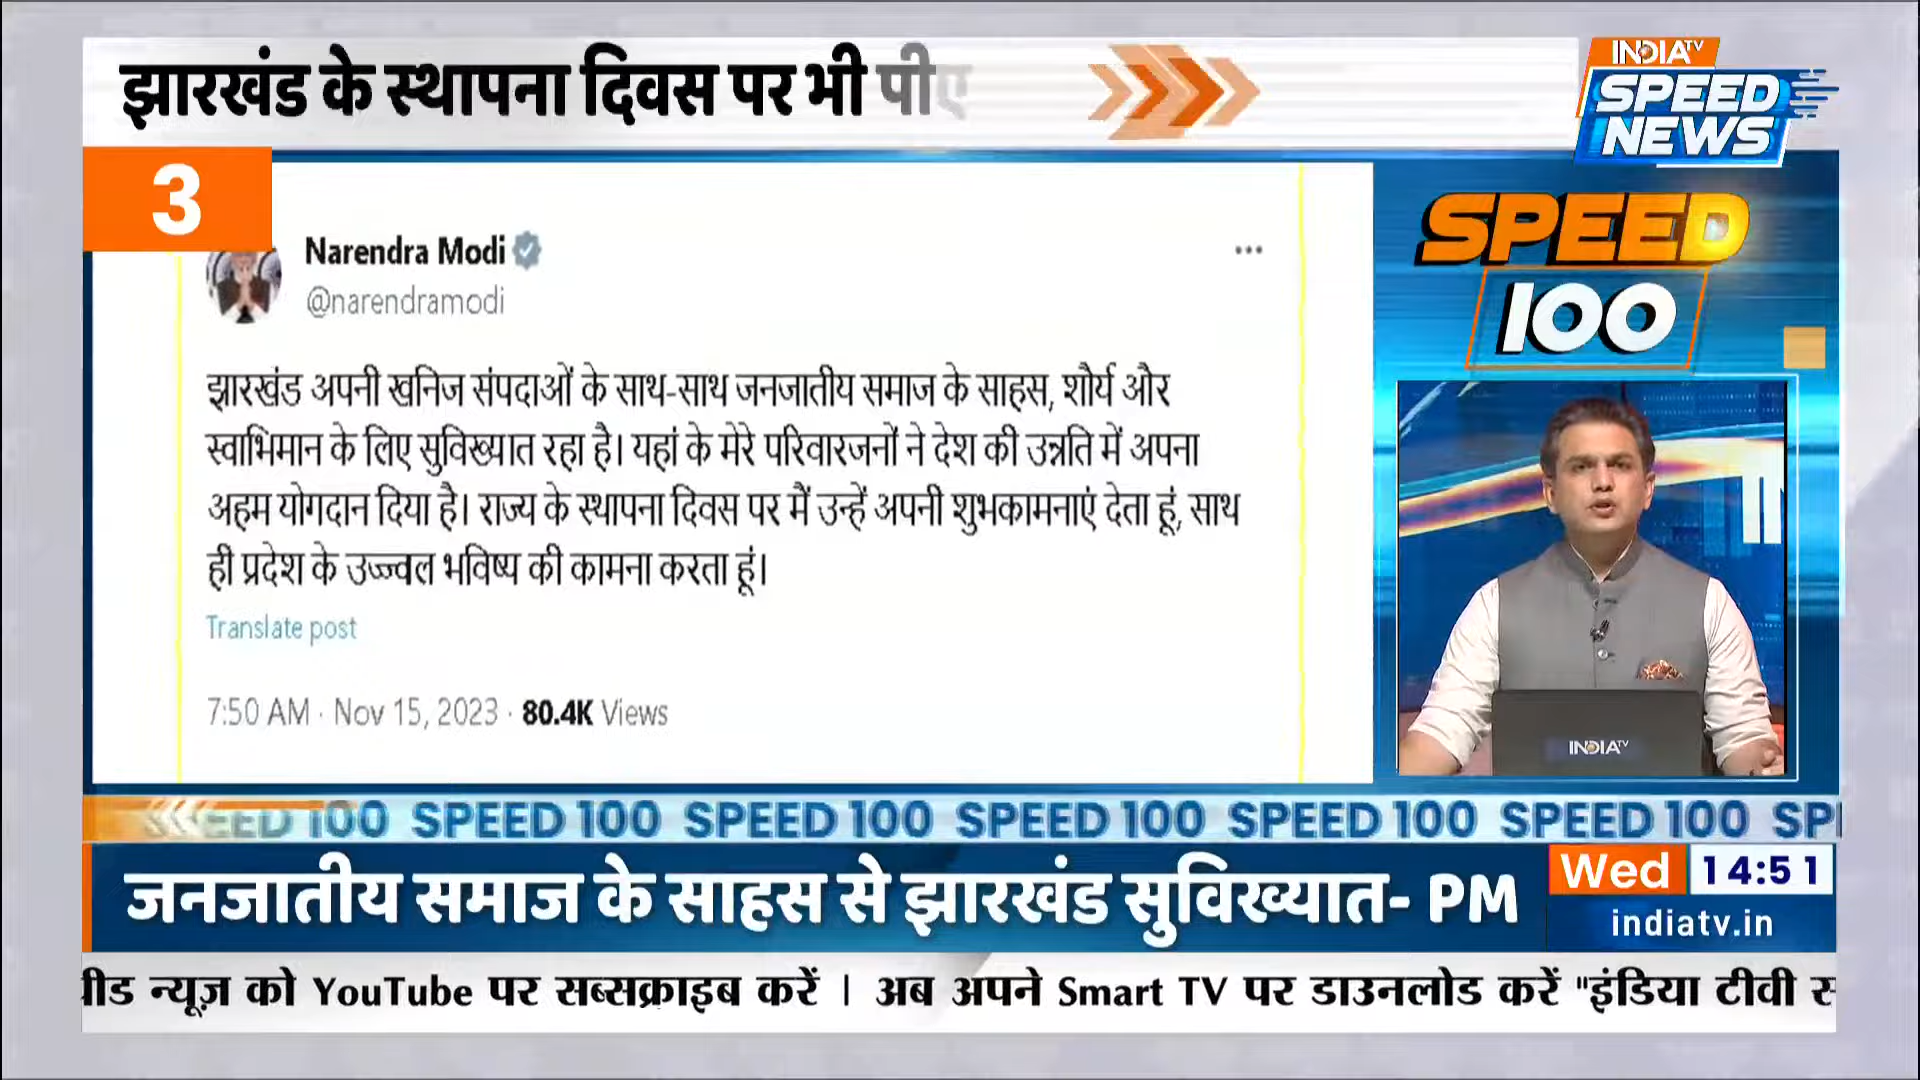 झारखंड के स्थापना दिवस पर भी
INDIA TV
SPEED
NEWS
3
Narendra Modi
@narendramodi
झारखंड अपनी खनिज संपदाओं के साथ-साथ जनजातीय समाज के साहस, शौर्य और
स्वाभिमान के लिए सुविख्यात रहा है। यहां के मेरे परिवारजनों ने देश की उन्नति में अपना
अहम योगदान दिया है। राज्य के स्थापना दिवस पर मैं उन्हें अपनी शुभकामनाएं देता हूं, साथ
ही प्रदेश के उज्ज्वल भविष्य की कामना करता हूं।
Translate post
7:50 AM · Nov 15, 2023 · 80.4K Views
SPEED
100
INDIA TV
100 SPEED 100 SPEED 100 SPEED 100 SPEED 100 SPEED 100
जनजातीय समाज के साहस से झारखंड सुविख्यात- PM
Wed 14:51
indiatv.in
न्यूज़ को YouTube पर सब्सक्राइब करें | अब अपने Smart TV पर डाउनलोड करें "इंडिया टीवी